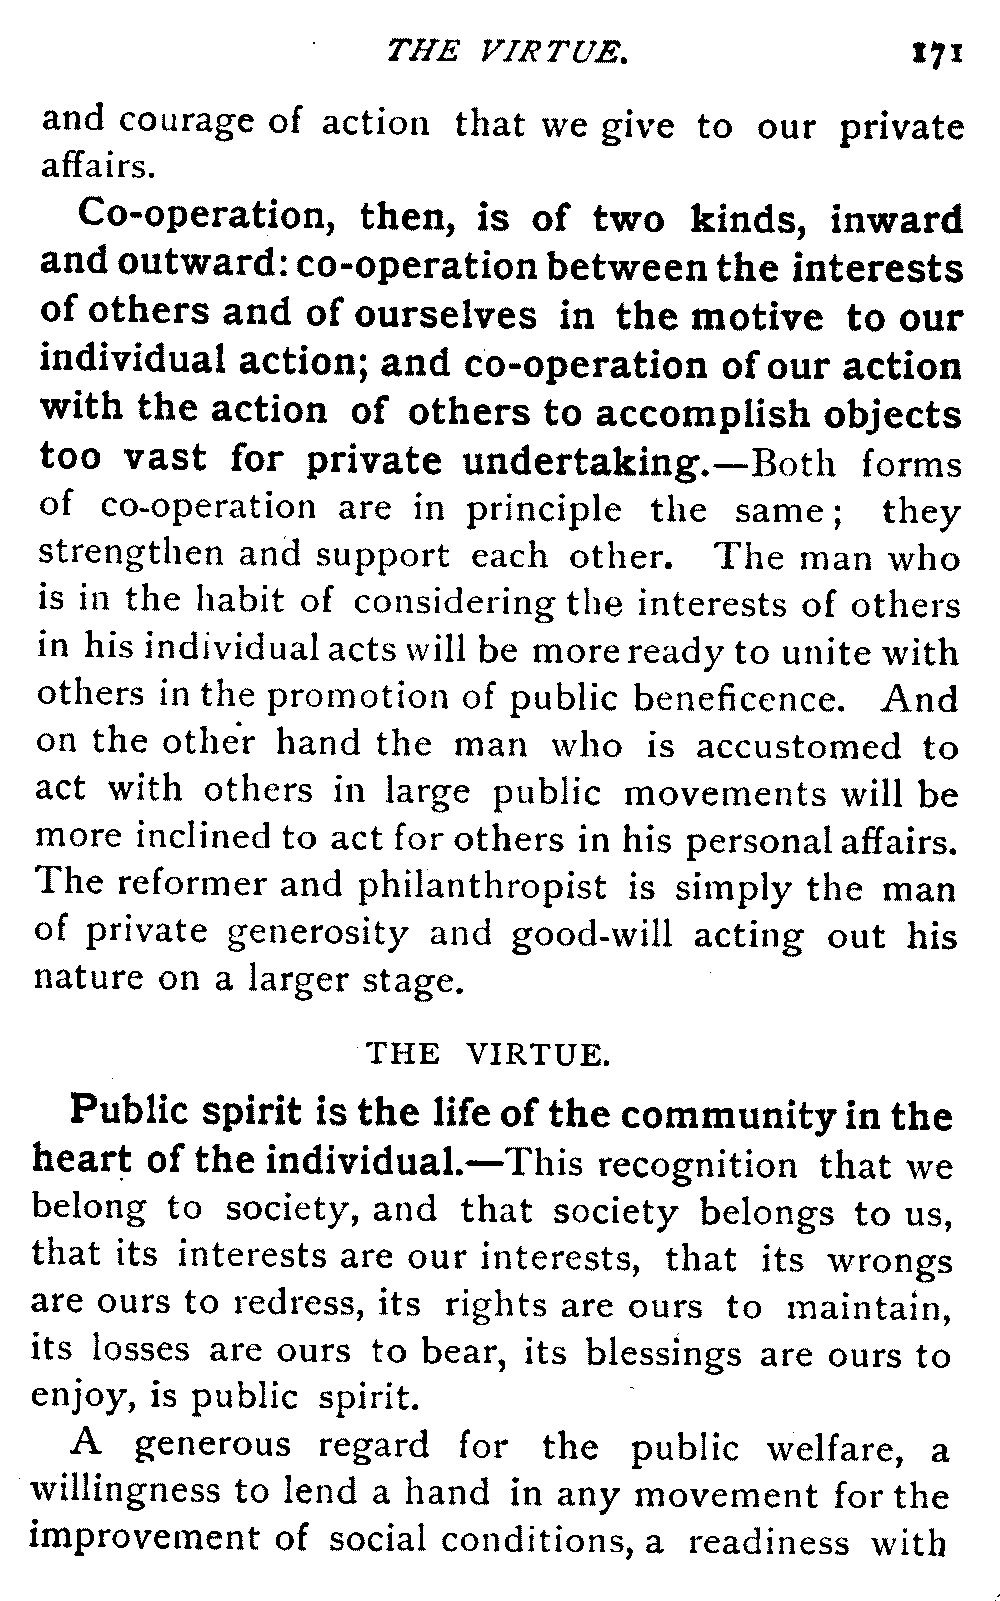 THE VIRTUE. 171
and courage of action that we give to our private
affairs.
Co-operation, then, is of two kinds, inward
and outward: co-operation between the interests
of others and of ourselves in the motive to our
individual action; and co-operation of our action
with the action of others to accomplish objects
too vast for private undertaking.—Both forms
of co-operation are in principle the same; they
strengthen and support each other. The man who
is in the habit of considering the interests of others
in his individual acts will be more ready to unite with
others in the promotion of public beneficence. And
on the other hand the man who is accustomed to
act with others in large public movements will be
more inclined to act for others in his personal affairs.
The reformer and philanthropist is simply the man
of private generosity and good-will acting out his
nature on a larger stage.
THE VIRTUE.
Public spirit is the life of the community in the
heart of the individual.—This recognition that we
belong to society, and that society belongs to us,
that its interests are our interests, that its wrongs
are ours to redress, its rights are ours to maintain,
its losses are ours to bear, its blessings are ours to
enjoy, is public spirit.
A generous regard for the public welfare, a
willingness to lend a hand in any movement for the
improvement of social conditions, a readiness with